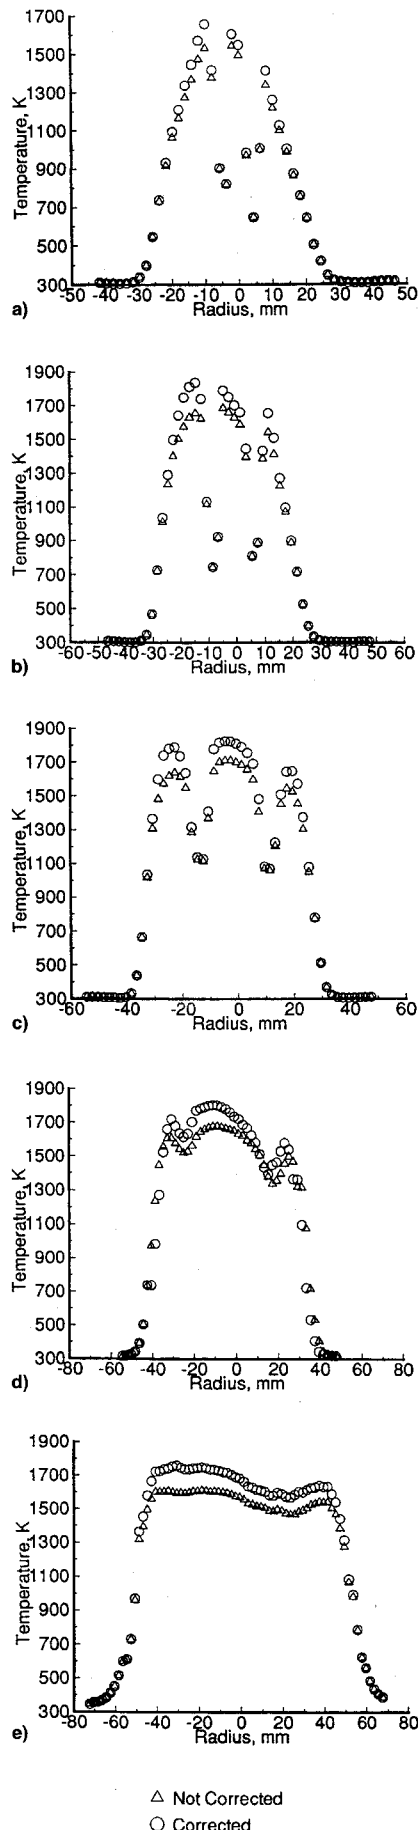 1700
1500
1300
1100
900
700
500
300
Temperature, K
-50 -40 -30 -20 -10 0 10 20 30 40 50
Radius, mm
a)
1900
1700
1500
1300
1100
900
700
500
300
Temperature, K
-60 -50 -40 -30 -20 -10 0 10 20 30 40 50 60
Radius, mm
b)
1900
1700
1500
1300
1100
900
700
500
300
Temperature, K
-60 -40 -20 0 20 40 60
Radius, mm
c)
1900
1700
1500
1300
1100
900
700
500
300
Temperature, K
-80 -60 -40 -20 0 20 40 60 80
Radius, mm
d)
1900
1700
1500
1300
1100
900
700
500
300
Temperature, K
-80 -60 -40 -20 0 20 40 60 80
Radius, mm
e)
△ Not Corrected
○ Corrected